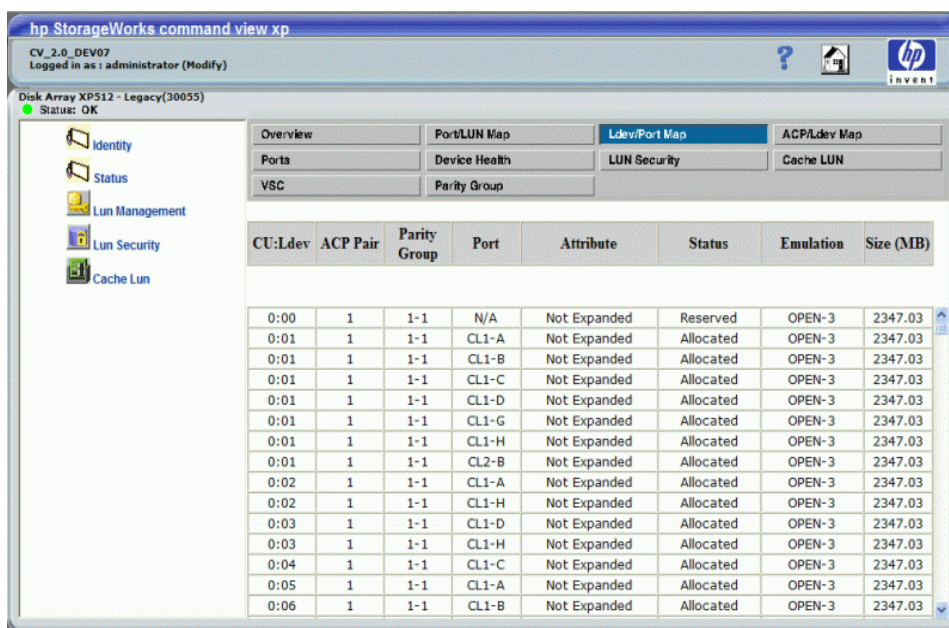 hp StorageWorks command view xp
CV_2.0_DEV07
Logged in as : administrator (Modify)
?
hp
invent
Disk Array XP512 - Legacy(30055)
Status: OK
Identity
Status
Lun Management
Lun Security
Cache Lun
Overview Port/LUN Map Ldev/Port Map ACP/Ldev Map
Ports Device Health LUN Security Cache LUN
VSC Parity Group
CU:Ldev ACP Pair Parity Group Port Attribute Status Emulation Size (MB)
0:00 1 1-1 N/A Not Expanded Reserved OPEN-3 2347.03
0:01 1 1-1 CL1-A Not Expanded Allocated OPEN-3 2347.03
0:01 1 1-1 CL1-B Not Expanded Allocated OPEN-3 2347.03
0:01 1 1-1 CL1-C Not Expanded Allocated OPEN-3 2347.03
0:01 1 1-1 CL1-D Not Expanded Allocated OPEN-3 2347.03
0:01 1 1-1 CL1-G Not Expanded Allocated OPEN-3 2347.03
0:01 1 1-1 CL1-H Not Expanded Allocated OPEN-3 2347.03
0:01 1 1-1 CL2-B Not Expanded Allocated OPEN-3 2347.03
0:02 1 1-1 CL1-A Not Expanded Allocated OPEN-3 2347.03
0:02 1 1-1 CL1-H Not Expanded Allocated OPEN-3 2347.03
0:03 1 1-1 CL1-D Not Expanded Allocated OPEN-3 2347.03
0:03 1 1-1 CL1-H Not Expanded Allocated OPEN-3 2347.03
0:04 1 1-1 CL1-C Not Expanded Allocated OPEN-3 2347.03
0:05 1 1-1 CL1-A Not Expanded Allocated OPEN-3 2347.03
0:06 1 1-1 CL1-B Not Expanded Allocated OPEN-3 2347.03